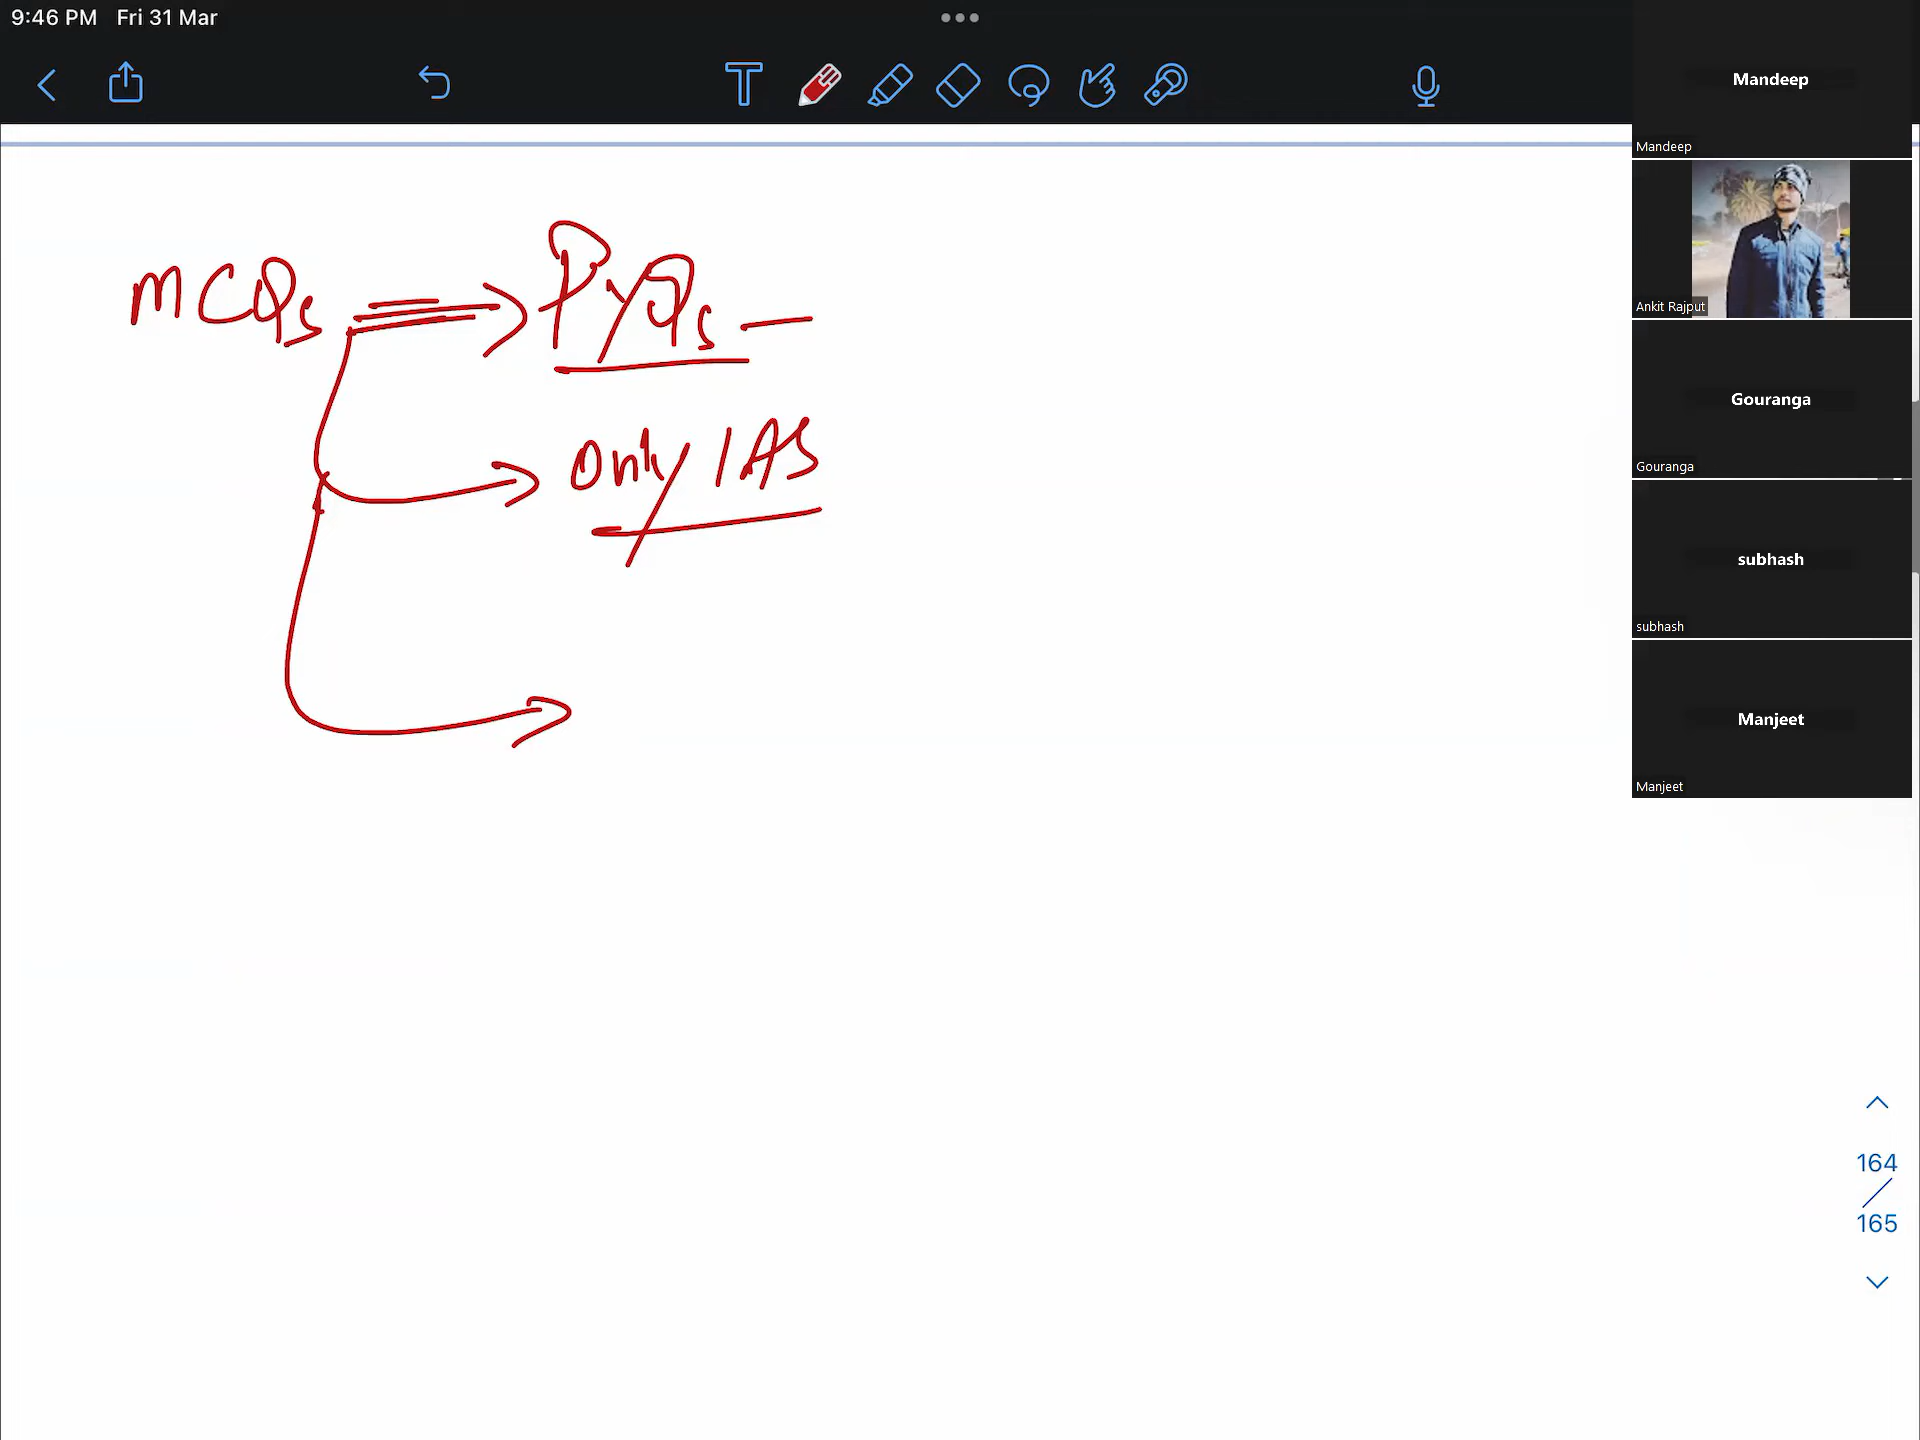 9:46 PM Fri 31 Mar
Mandeep
Mandeep
Ankit Rajput
Gouranga
Gouranga
subhash
subhash
Manjeet
Manjeet
MCQs PYQs
Only IAS
164
165